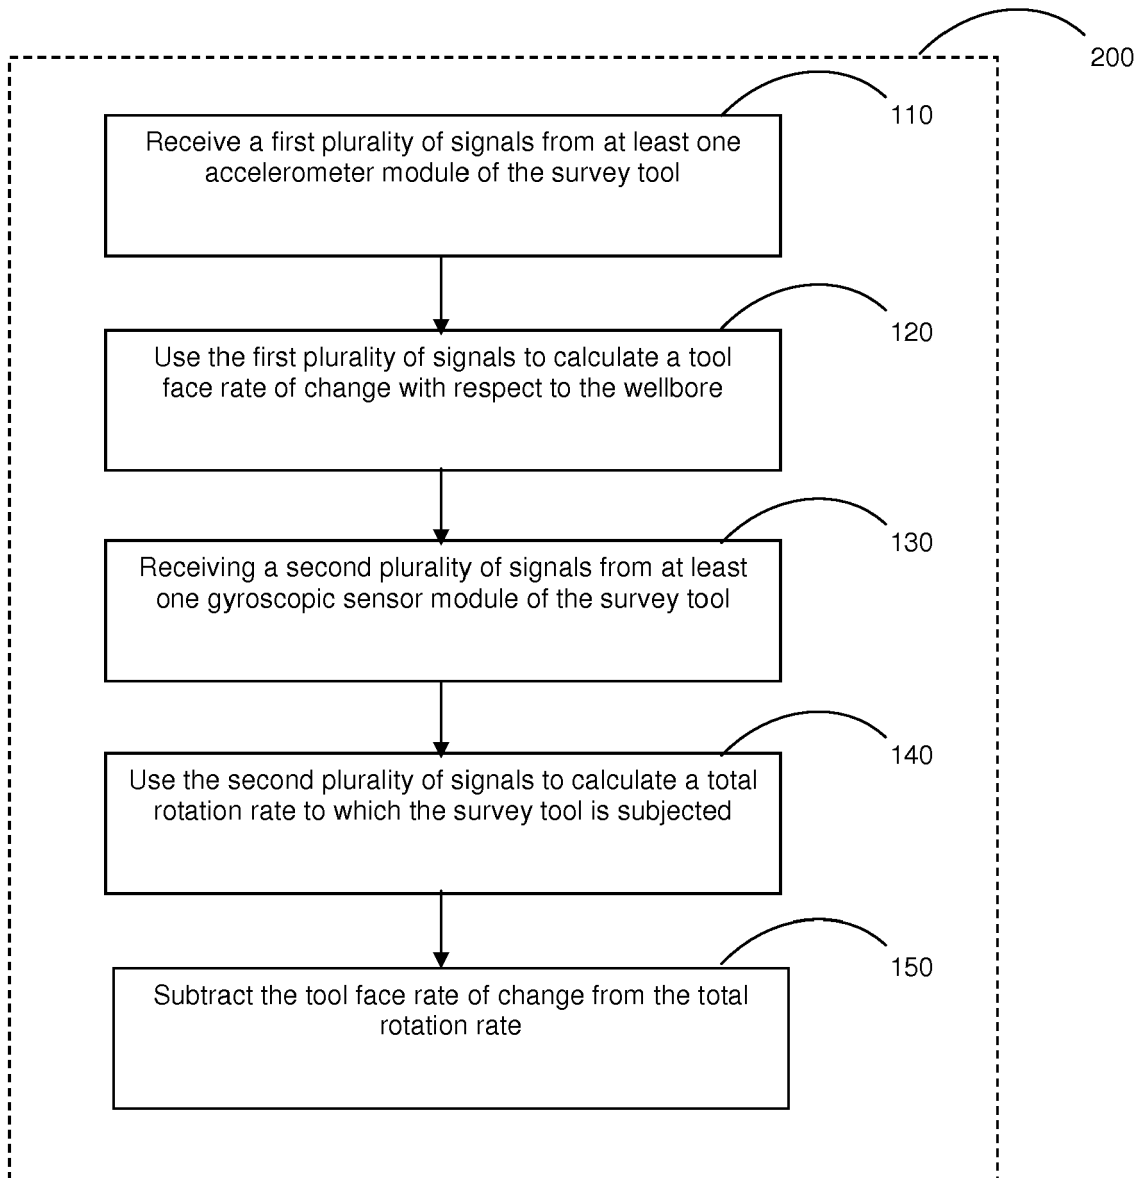 200
110
Receive a first plurality of signals from at least one
accelerometer module of the survey tool
120
Use the first plurality of signals to calculate a tool
face rate of change with respect to the wellbore
130
Receiving a second plurality of signals from at least
one gyroscopic sensor module of the survey tool
140
Use the second plurality of signals to calculate a total
rotation rate to which the survey tool is subjected
150
Subtract the tool face rate of change from the total
rotation rate